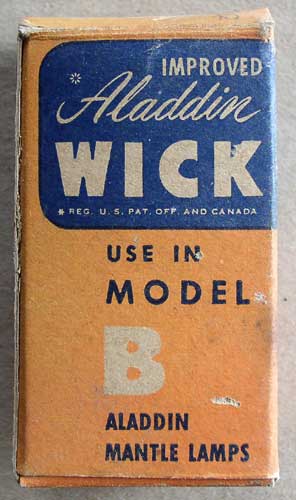 IMPROVED
*Aladdin
WICK
* REG. U. S. PAT. OFF. AND CANADA
USE IN
MODEL
B
ALADDIN
MANTLE LAMPS